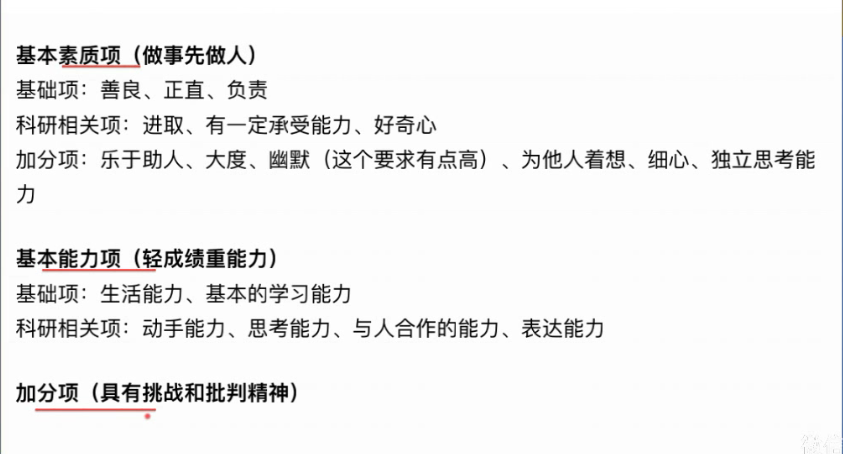 基本素质项（做事先做人）
基础项：善良、正直、负责
科研相关项：进取、有一定承受能力、好奇心
加分项：乐于助人、大度、幽默（这个要求有点高）、为他人着想、细心、独立思考能
力
基本能力项（轻成绩重能力）
基础项：生活能力、基本的学习能力
科研相关项：动手能力、思考能力、与人合作的能力、表达能力
加分项（具有挑战和批判精神）